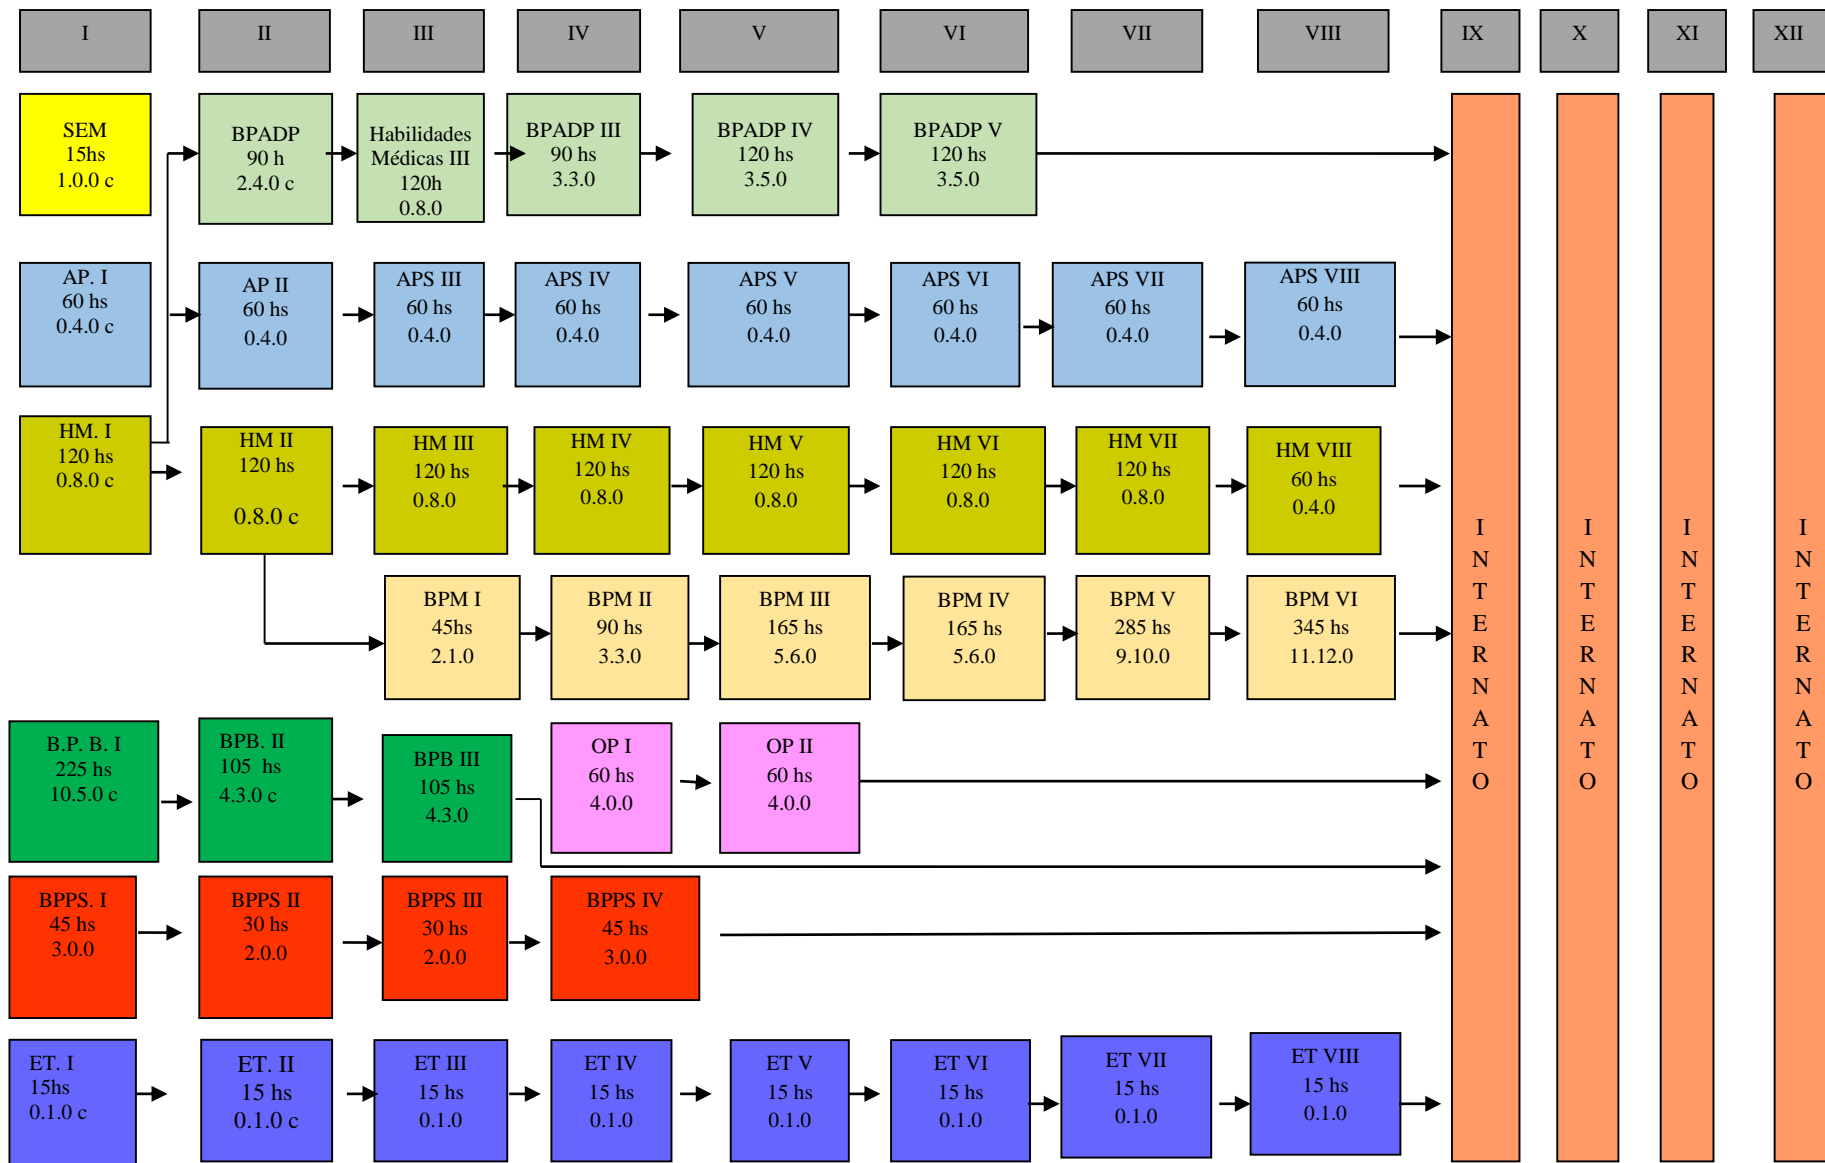 I
II
III
IV
V
VI
VII
VIII
IX
X
XI
XII
SEM
15hs
1.0.0 c
BPADP
90 h
2.4.0 c
Habilidades
Médicas III
120h
0.8.0
BPADP III
90 hs
3.3.0
BPADP IV
120 hs
3.5.0
BPADP V
120 hs
3.5.0
AP. I
60 hs
0.4.0 c
AP II
60 hs
0.4.0
APS III
60 hs
0.4.0
APS IV
60 hs
0.4.0
APS V
60 hs
0.4.0
APS VI
60 hs
0.4.0
APS VII
60 hs
0.4.0
APS VIII
60 hs
0.4.0
HM. I
120 hs
0.8.0 c
HM II
120 hs
0.8.0 c
HM III
120 hs
0.8.0
HM IV
120 hs
0.8.0
HM V
120 hs
0.8.0
HM VI
120 hs
0.8.0
HM VII
120 hs
0.8.0
HM VIII
60 hs
0.4.0
BPM I
45hs
2.1.0
BPM II
90 hs
3.3.0
BPM III
165 hs
5.6.0
BPM IV
165 hs
5.6.0
BPM V
285 hs
9.10.0
BPM VI
345 hs
11.12.0
B.P. B. I
225 hs
10.5.0 c
BPB. II
105 hs
4.3.0 c
BPB III
105 hs
4.3.0
OP I
60 hs
4.0.0
OP II
60 hs
4.0.0
BPPS. I
45 hs
3.0.0
BPPS II
30 hs
2.0.0
BPPS III
30 hs
2.0.0
BPPS IV
45 hs
3.0.0
ET. I
15hs
0.1.0 c
ET. II
15 hs
0.1.0 c
ET III
15 hs
0.1.0
ET IV
15 hs
0.1.0
ET V
15 hs
0.1.0
ET VI
15 hs
0.1.0
ET VII
15 hs
0.1.0
ET VIII
15 hs
0.1.0
INTERNATO
INTERNATO
INTERNATO
INTERNATO